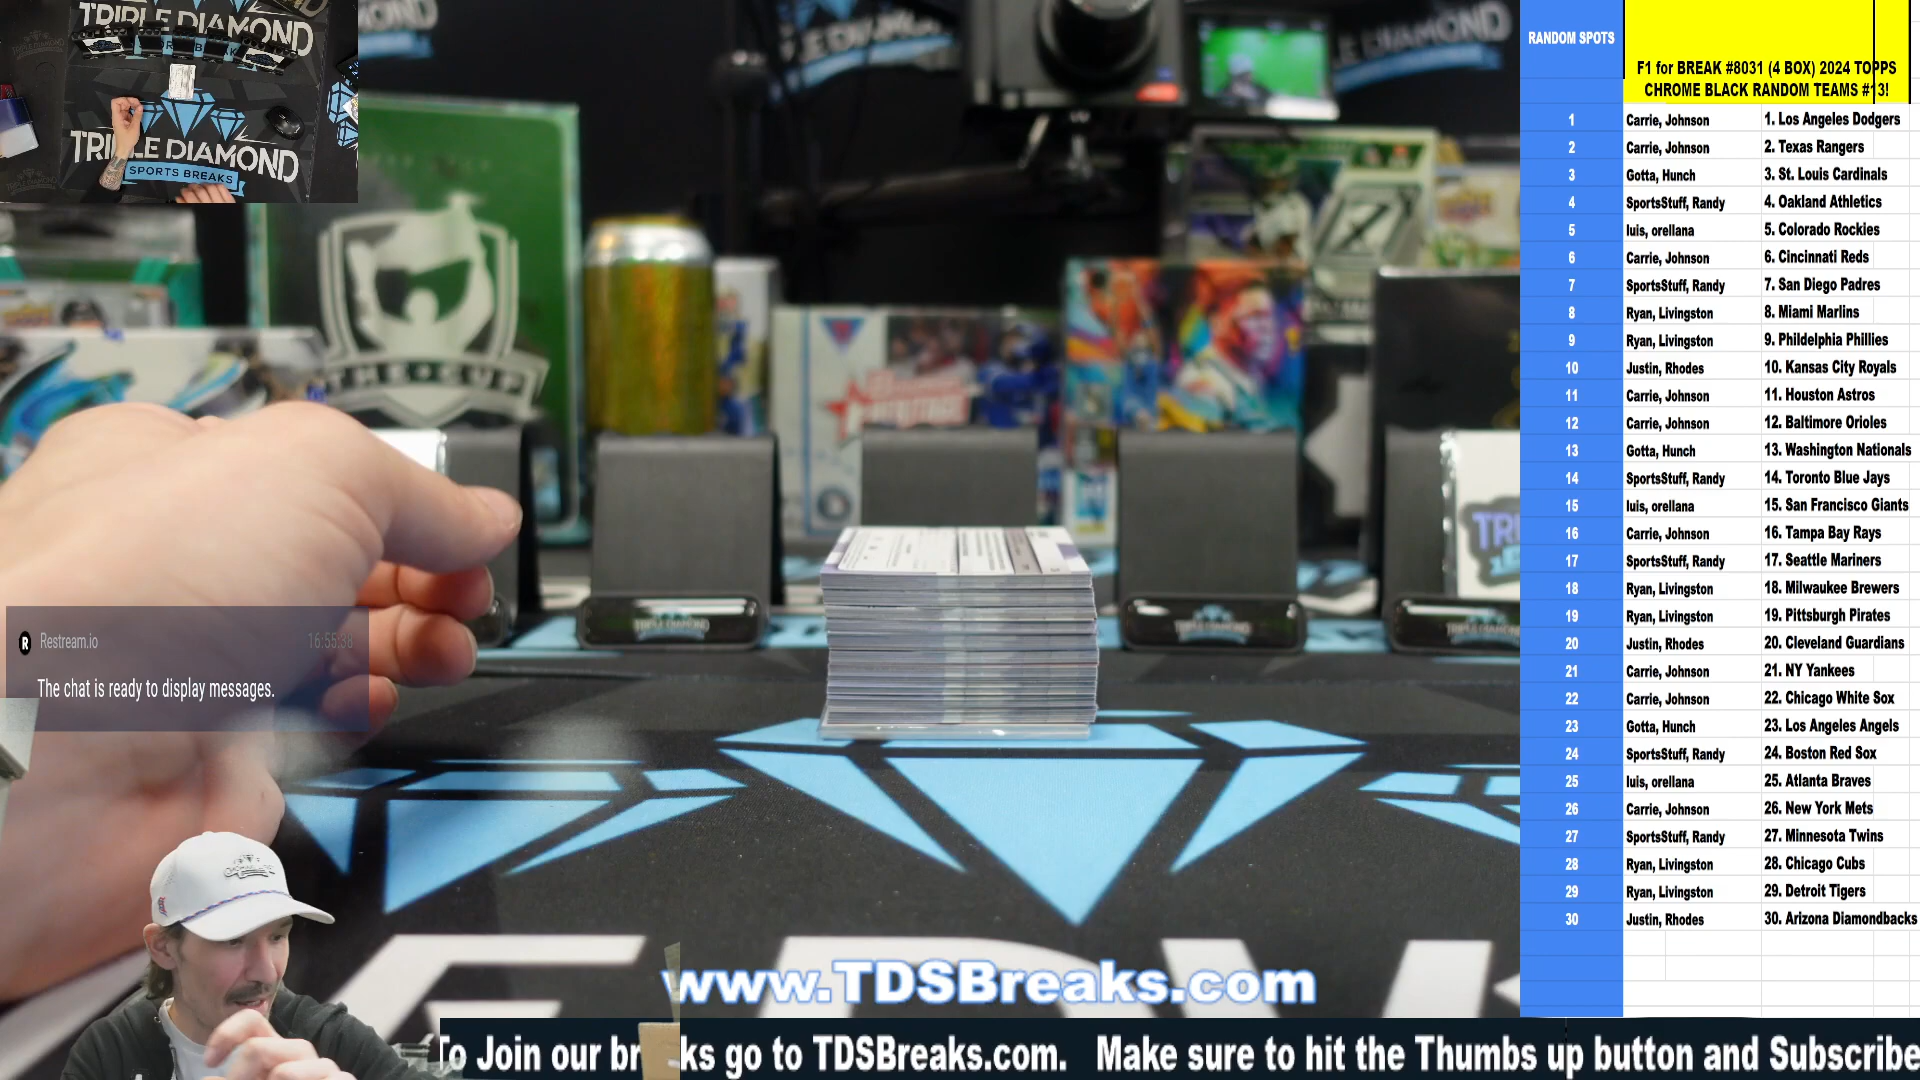 TRIPLE DIAMOND
TRIPLE DIAMOND
SPORTS BREAKS
THE CUP
Restream.io 16:55:38
The chat is ready to display messages.
www.TDSBreaks.com
To Join our br ks go to TDSBreaks.com. Make sure to hit the Thumbs up button and Subscribe
RANDOM SPOTS
F1 for BREAK #8031 (4 BOX) 2024 TOPPS
CHROME BLACK RANDOM TEAMS #13!
1 Carrie, Johnson 1. Los Angeles Dodgers
2 Carrie, Johnson 2. Texas Rangers
3 Gotta, Hunch 3. St. Louis Cardinals
4 SportsStuff, Randy 4. Oakland Athletics
5 luis, orellana 5. Colorado Rockies
6 Carrie, Johnson 6. Cincinnati Reds
7 SportsStuff, Randy 7. San Diego Padres
8 Ryan, Livingston 8. Miami Marlins
9 Ryan, Livingston 9. Phildelphia Phillies
10 Justin, Rhodes 10. Kansas City Royals
11 Carrie, Johnson 11. Houston Astros
12 Carrie, Johnson 12. Baltimore Orioles
13 Gotta, Hunch 13. Washington Nationals
14 SportsStuff, Randy 14. Toronto Blue Jays
15 luis, orellana 15. San Francisco Giants
16 Carrie, Johnson 16. Tampa Bay Rays
17 SportsStuff, Randy 17. Seattle Mariners
18 Ryan, Livingston 18. Milwaukee Brewers
19 Ryan, Livingston 19. Pittsburgh Pirates
20 Justin, Rhodes 20. Cleveland Guardians
21 Carrie, Johnson 21. NY Yankees
22 Carrie, Johnson 22. Chicago White Sox
23 Gotta, Hunch 23. Los Angeles Angels
24 SportsStuff, Randy 24. Boston Red Sox
25 luis, orellana 25. Atlanta Braves
26 Carrie, Johnson 26. New York Mets
27 SportsStuff, Randy 27. Minnesota Twins
28 Ryan, Livingston 28. Chicago Cubs
29 Ryan, Livingston 29. Detroit Tigers
30 Justin, Rhodes 30. Arizona Diamondbacks